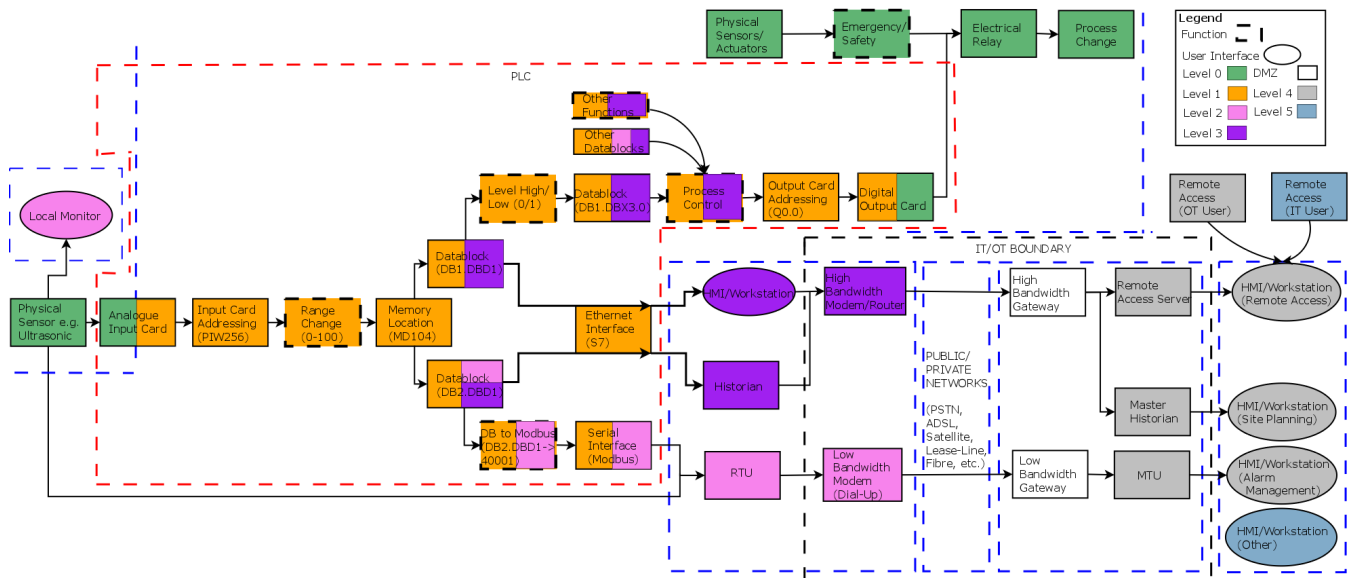 Physical
Sensors/
Actuators
Emergency/
Safety
Electrical
Relay
Process
Change
Legend
Function
User Interface
Level 0
DMZ
Level 1
Level 4
Level 2
Level 5
Level 3
PLC
Other
Functions
Other
Datablocks
Local Monitor
Level High/
Low (0/1)
Datablock
(DB1.DBX3.0)
Process
Control
Output Card
Addressing
(Q0.0)
Digital
Output Card
Remote
Access
(OT User)
Remote
Access
(IT User)
IT/OT BOUNDARY
Datablock
(DB1.DBD1)
Physical
Sensor e.g.
Ultrasonic
Analogue
Input Card
Input Card
Addressing
(PIW256)
Range
Change
(0-100)
Memory
Location
(MD104)
Ethernet
Interface
(S7)
HMI/Workstation
High
Bandwidth
Modem/Router
High
Bandwidth
Gateway
Remote
Access Server
HMI/Workstation
(Remote Access)
Datablock
(DB2.DBD1)
Historian
PUBLIC/
PRIVATE
NETWORKS
(PSTN,
ADSL,
Satellite,
Lease-Line,
Fibre, etc.)
Master
Historian
HMI/Workstation
(Site Planning)
DB to Modbus
(DB2.DBD1->
40001)
Serial
Interface
(Modbus)
RTU
Low
Bandwidth
Modem
(Dial-Up)
Low
Bandwidth
Gateway
MTU
HMI/Workstation
(Alarm
Management)
HMI/Workstation
(Other)